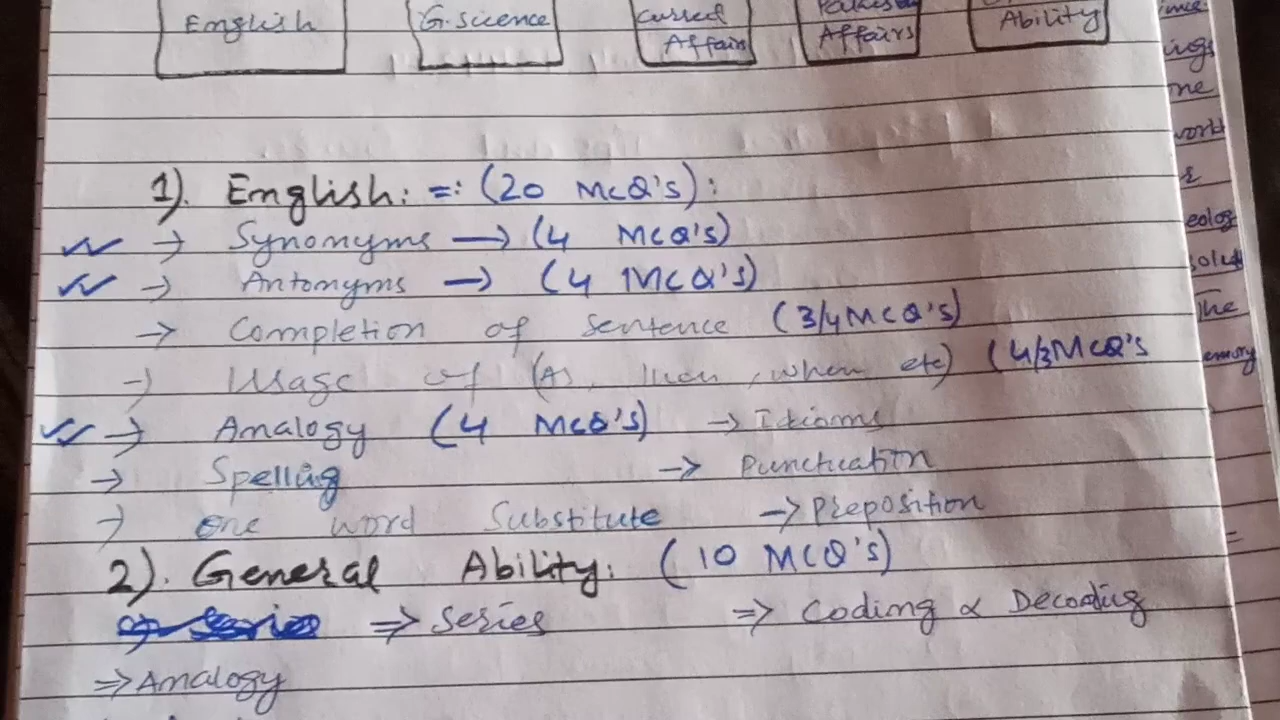 English G.Science Current Affairs Pakistan Affairs Ability
1). English: =: (20 MCQ's):
→ Synonyms → (4 MCQ's)
→ Antonyms → (4 MCQ's)
→ Completion of sentence (3/4 MCQ's)
→ Usage of (As, than, when etc) (4/3 MCQ's
→ Analogy (4 MCQ's) → Idioms
→ Spelling → Punctuation
→ one word Substitute → Preposition
2). General Ability: (10 MCQ's)
⇒ Series ⇒ Coding & Decoding
⇒ Analogy